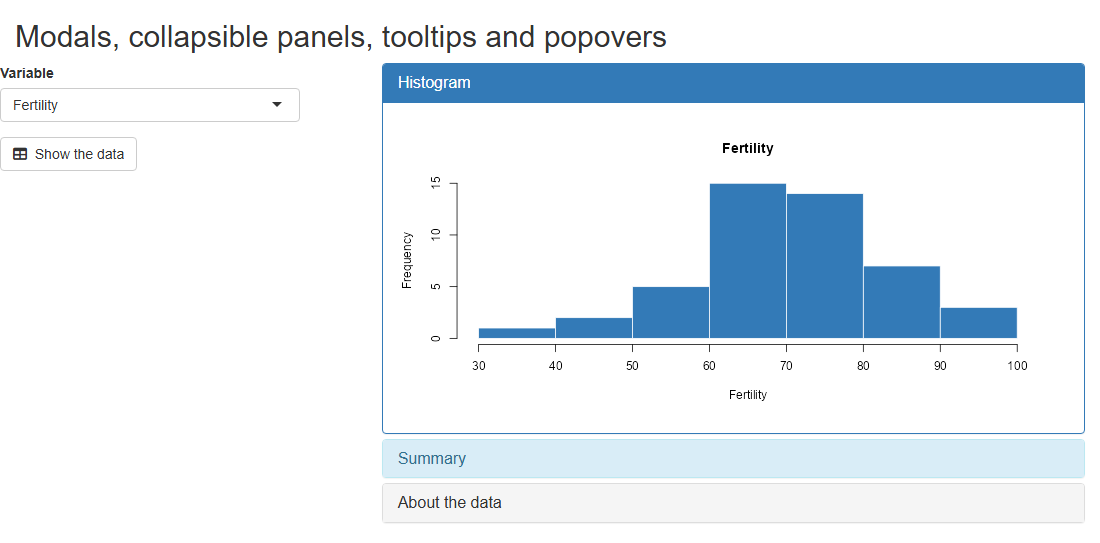 Modals, collapsible panels, tooltips and popovers
Variable
Fertility
Show the data
Histogram
Fertility
Frequency
15
10
5
0
30 40 50 60 70 80 90 100
Fertility
Summary
About the data